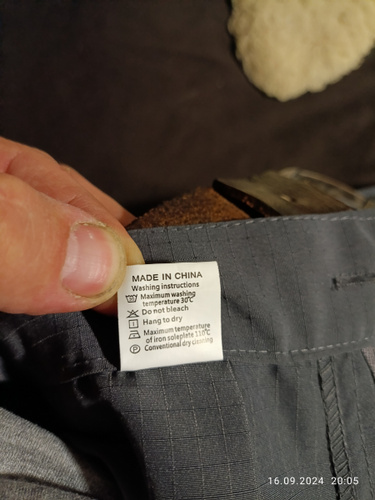 MADE IN CHINA
Washing instructions
Maximum washing
temperature 30℃
Do not bleach
Hang to dry
Maximum temperature
of iron soleplate 110℃
P Conventional dry cleaning
16.09.2024 20:05